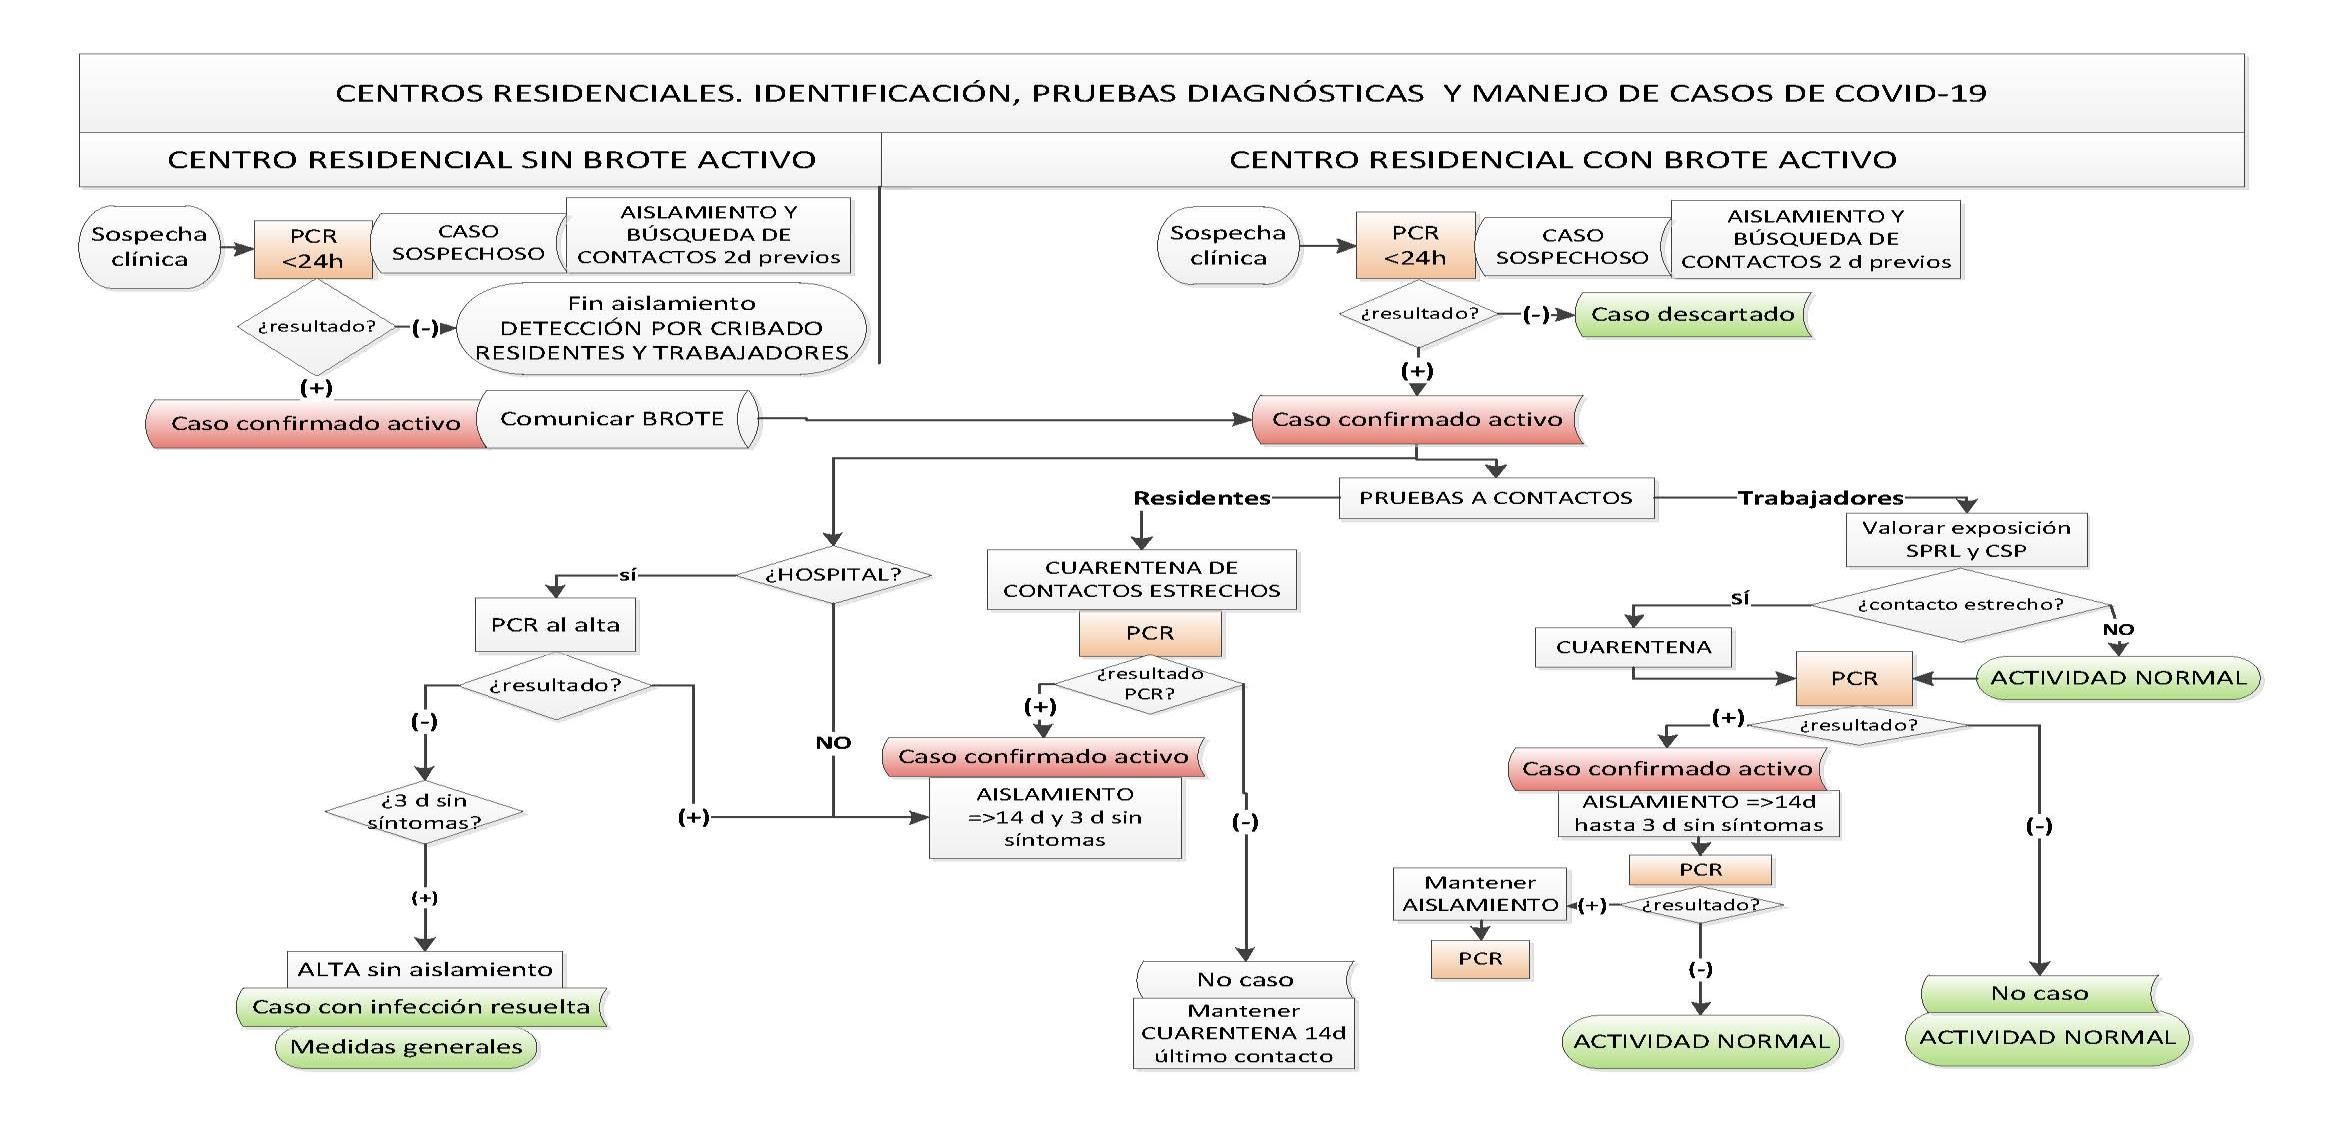 CENTROS RESIDENCIALES. IDENTIFICACIÓN, PRUEBAS DIAGNÓSTICAS Y MANEJO DE CASOS DE COVID-19
CENTRO RESIDENCIAL SIN BROTE ACTIVO
CENTRO RESIDENCIAL CON BROTE ACTIVO
Sospecha
clínica
PCR
<24h
CASO
SOSPECHOSO
AISLAMIENTO Y
BÚSQUEDA DE
CONTACTOS 2d previos
¿resultado?
(-)
Fin aislamiento
DETECCIÓN POR CRIBADO
RESIDENTES Y TRABAJADORES
(+)
Caso confirmado activo
Comunicar BROTE
Sospecha
clínica
PCR
<24h
CASO
SOSPECHOSO
AISLAMIENTO Y
BÚSQUEDA DE
CONTACTOS 2 d previos
¿resultado?
(-)
Caso descartado
(+)
Caso confirmado activo
¿HOSPITAL?
sí
PCR al alta
¿resultado?
(-)
¿3 d sin
síntomas?
(+)
ALTA sin aislamiento
Caso con infección resuelta
Medidas generales
(+)
NO
PRUEBAS A CONTACTOS
Residentes
CUARENTENA DE
CONTACTOS ESTRECHOS
PCR
¿resultado
PCR?
(+)
Caso confirmado activo
AISLAMIENTO
=>14 d y 3 d sin
síntomas
(-)
No caso
Mantener
CUARENTENA 14d
último contacto
Trabajadores
Valorar exposición
SPRL y CSP
¿contacto estrecho?
sí
CUARENTENA
NO
ACTIVIDAD NORMAL
PCR
¿resultado?
(+)
Caso confirmado activo
AISLAMIENTO =>14d
hasta 3 d sin síntomas
PCR
¿resultado?
(+)
Mantener
AISLAMIENTO
PCR
(-)
ACTIVIDAD NORMAL
(-)
No caso
ACTIVIDAD NORMAL